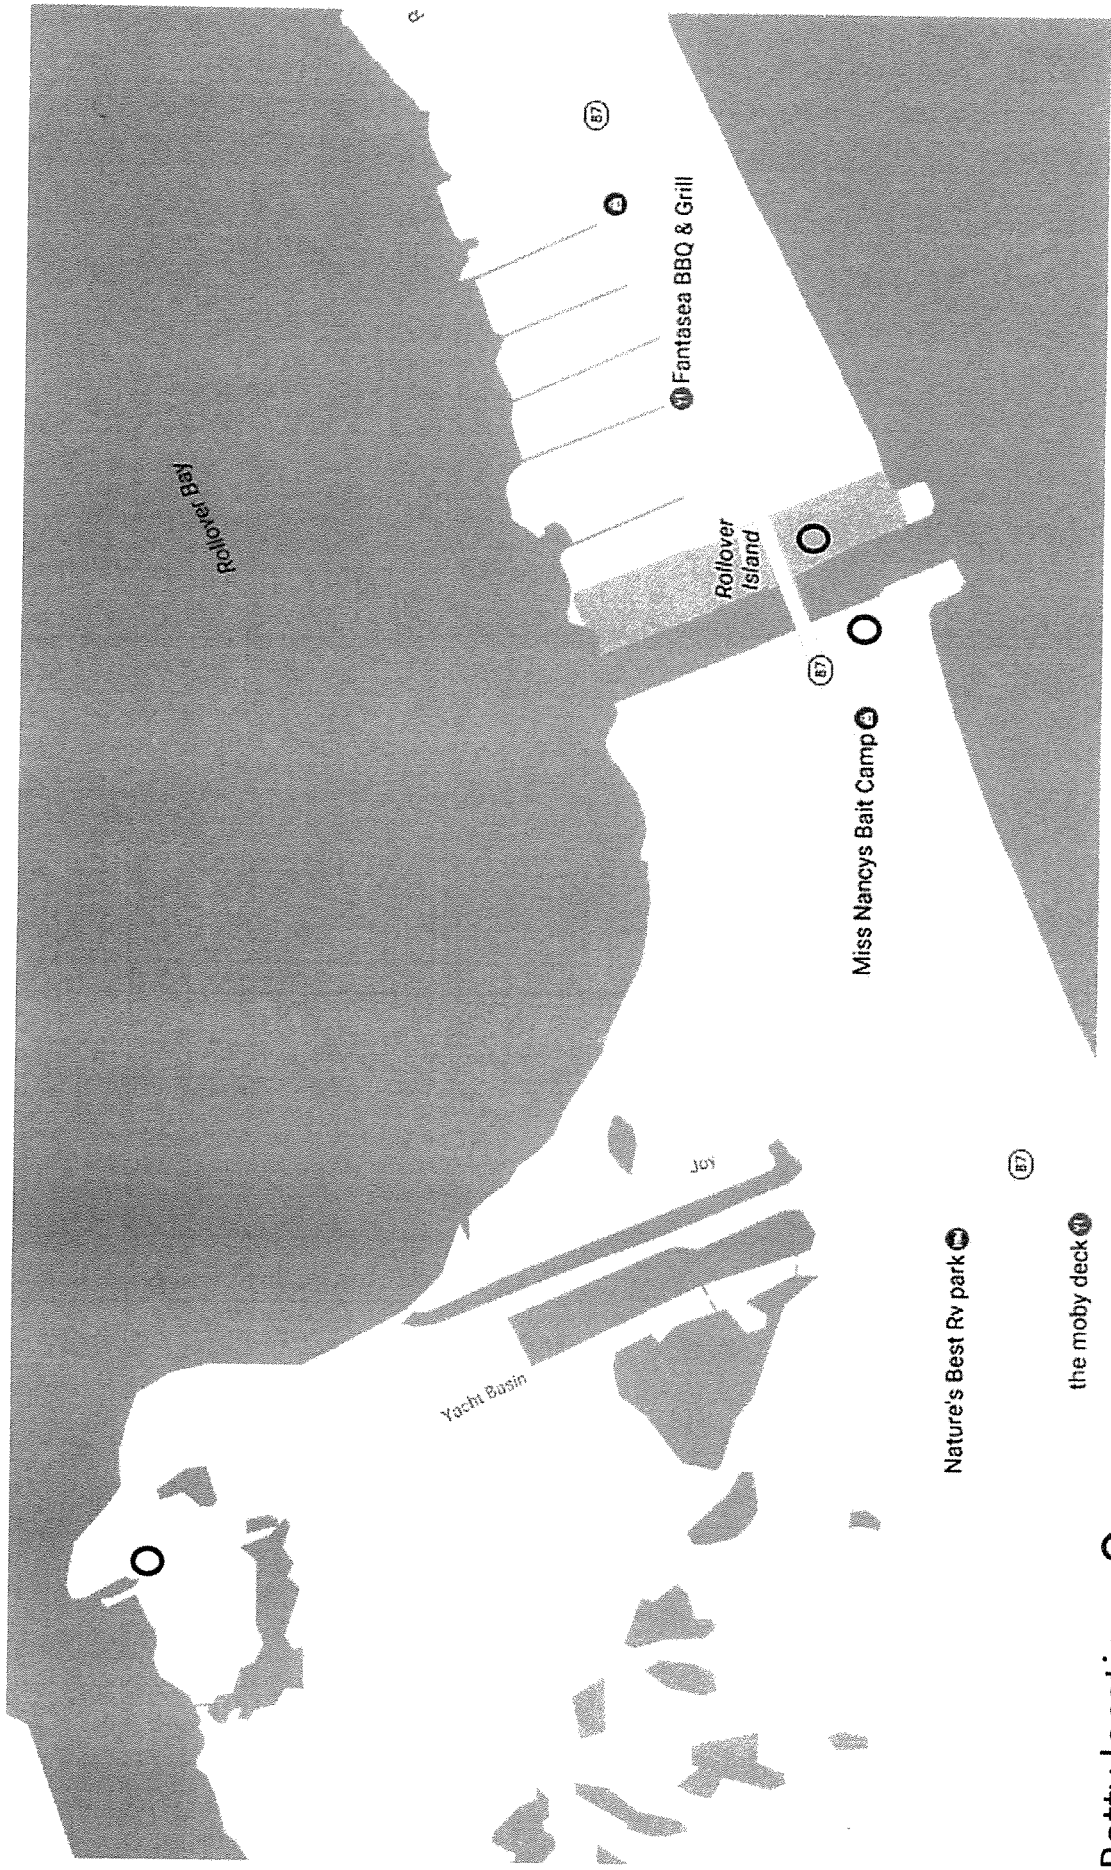 Rollover Bay
Yacht Basin
87
Fantasea BBQ & Grill
Joy
Rollover
Island
87
Miss Nancys Bait Camp
Nature's Best Rv park
87
the moby deck